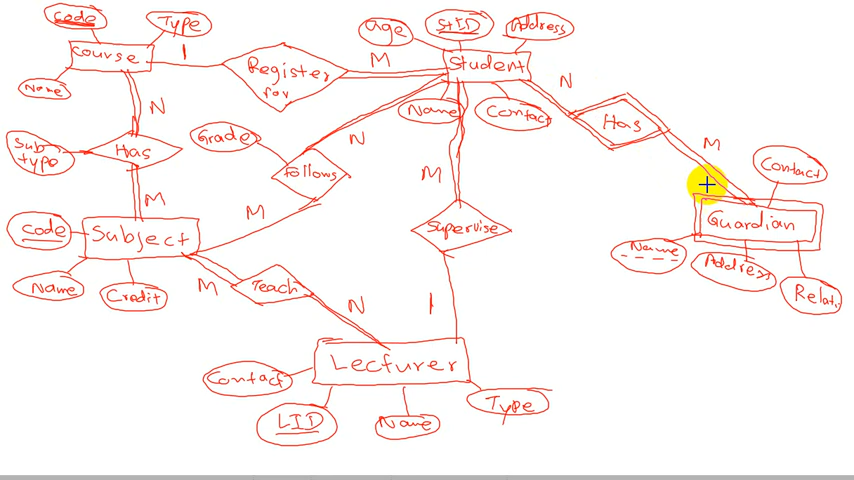 code
Type
Age
StID
Address
Course
1
Register
for
M
Student
N
Name
Name
Contact
Has
M
N
Sub
type
Has
Grade
N
follows
M
Contact
M
M
Supervise
Guardian
code
Subject
Name
Address
Relati
Name
Credit
M
Teach
N
1
Lecturer
Contact
LID
Name
Type